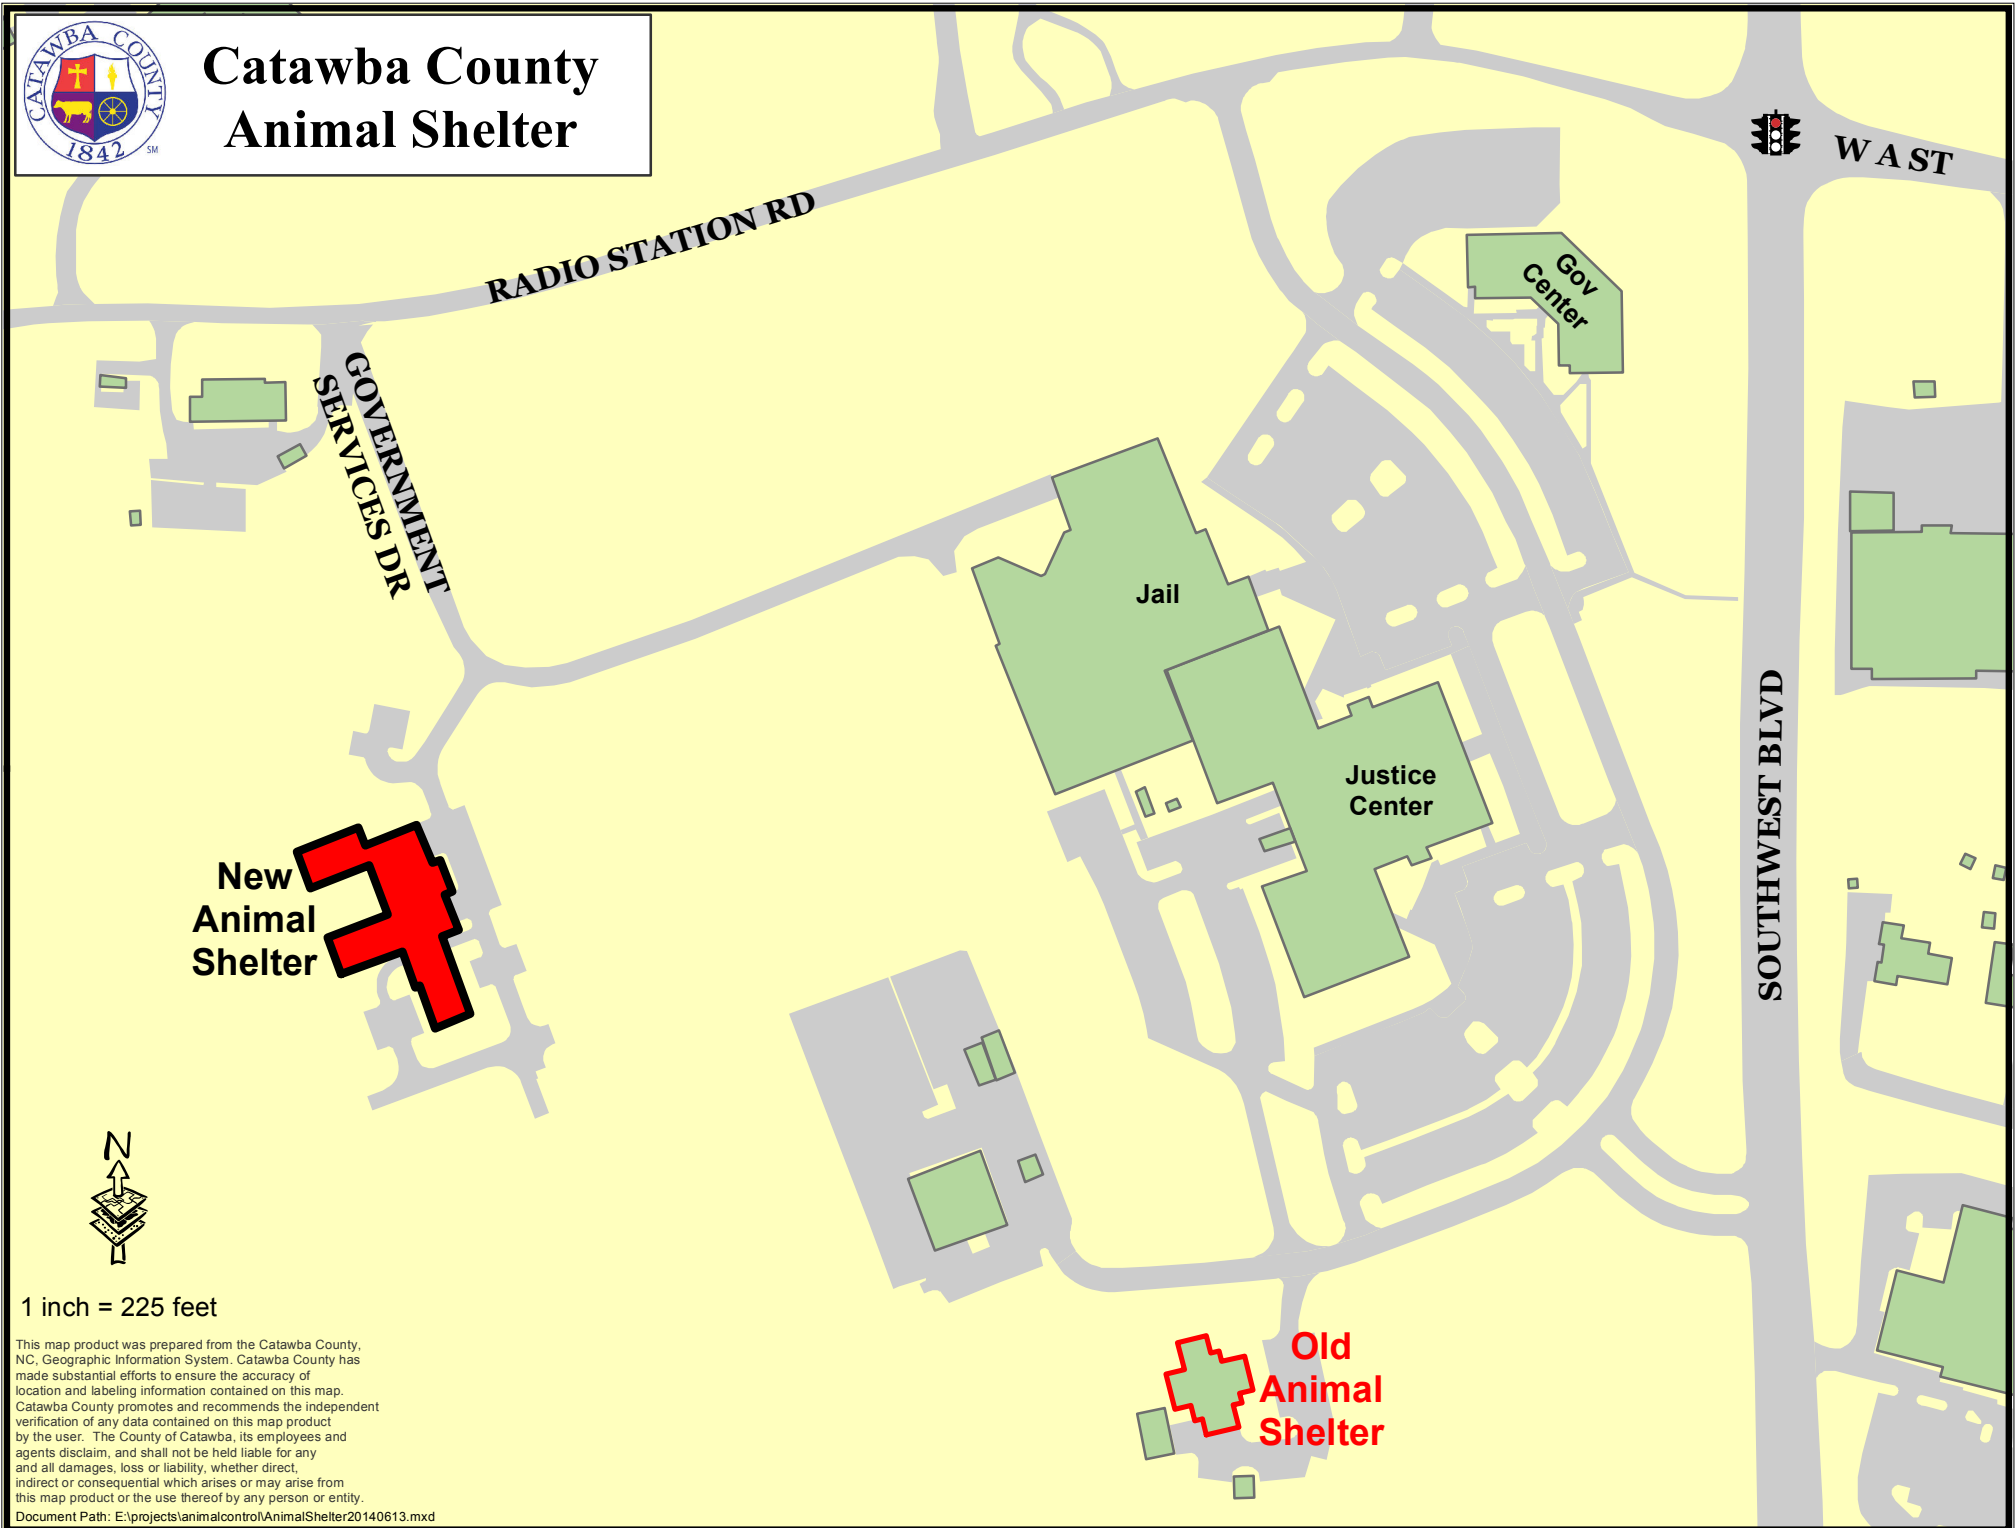 CATAWBA COUNTY
1842 SM
Catawba County
Animal Shelter
W A ST
RADIO STATION RD
Gov
Center
GOVERNMENT
SERVICES DR
Jail
SOUTHWEST BLVD
Justice
Center
New
Animal
Shelter
N
1 inch = 225 feet
Old
Animal
Shelter
This map product was prepared from the Catawba County,
NC, Geographic Information System. Catawba County has
made substantial efforts to ensure the accuracy of
location and labeling information contained on this map.
Catawba County promotes and recommends the independent
verification of any data contained on this map product
by the user. The County of Catawba, its employees and
agents disclaim, and shall not be held liable for any
and all damages, loss or liability, whether direct,
indirect or consequential which arises or may arise from
this map product or the use thereof by any person or entity.
Document Path: E:\projects\animalcontrol\AnimalShelter20140613.mxd